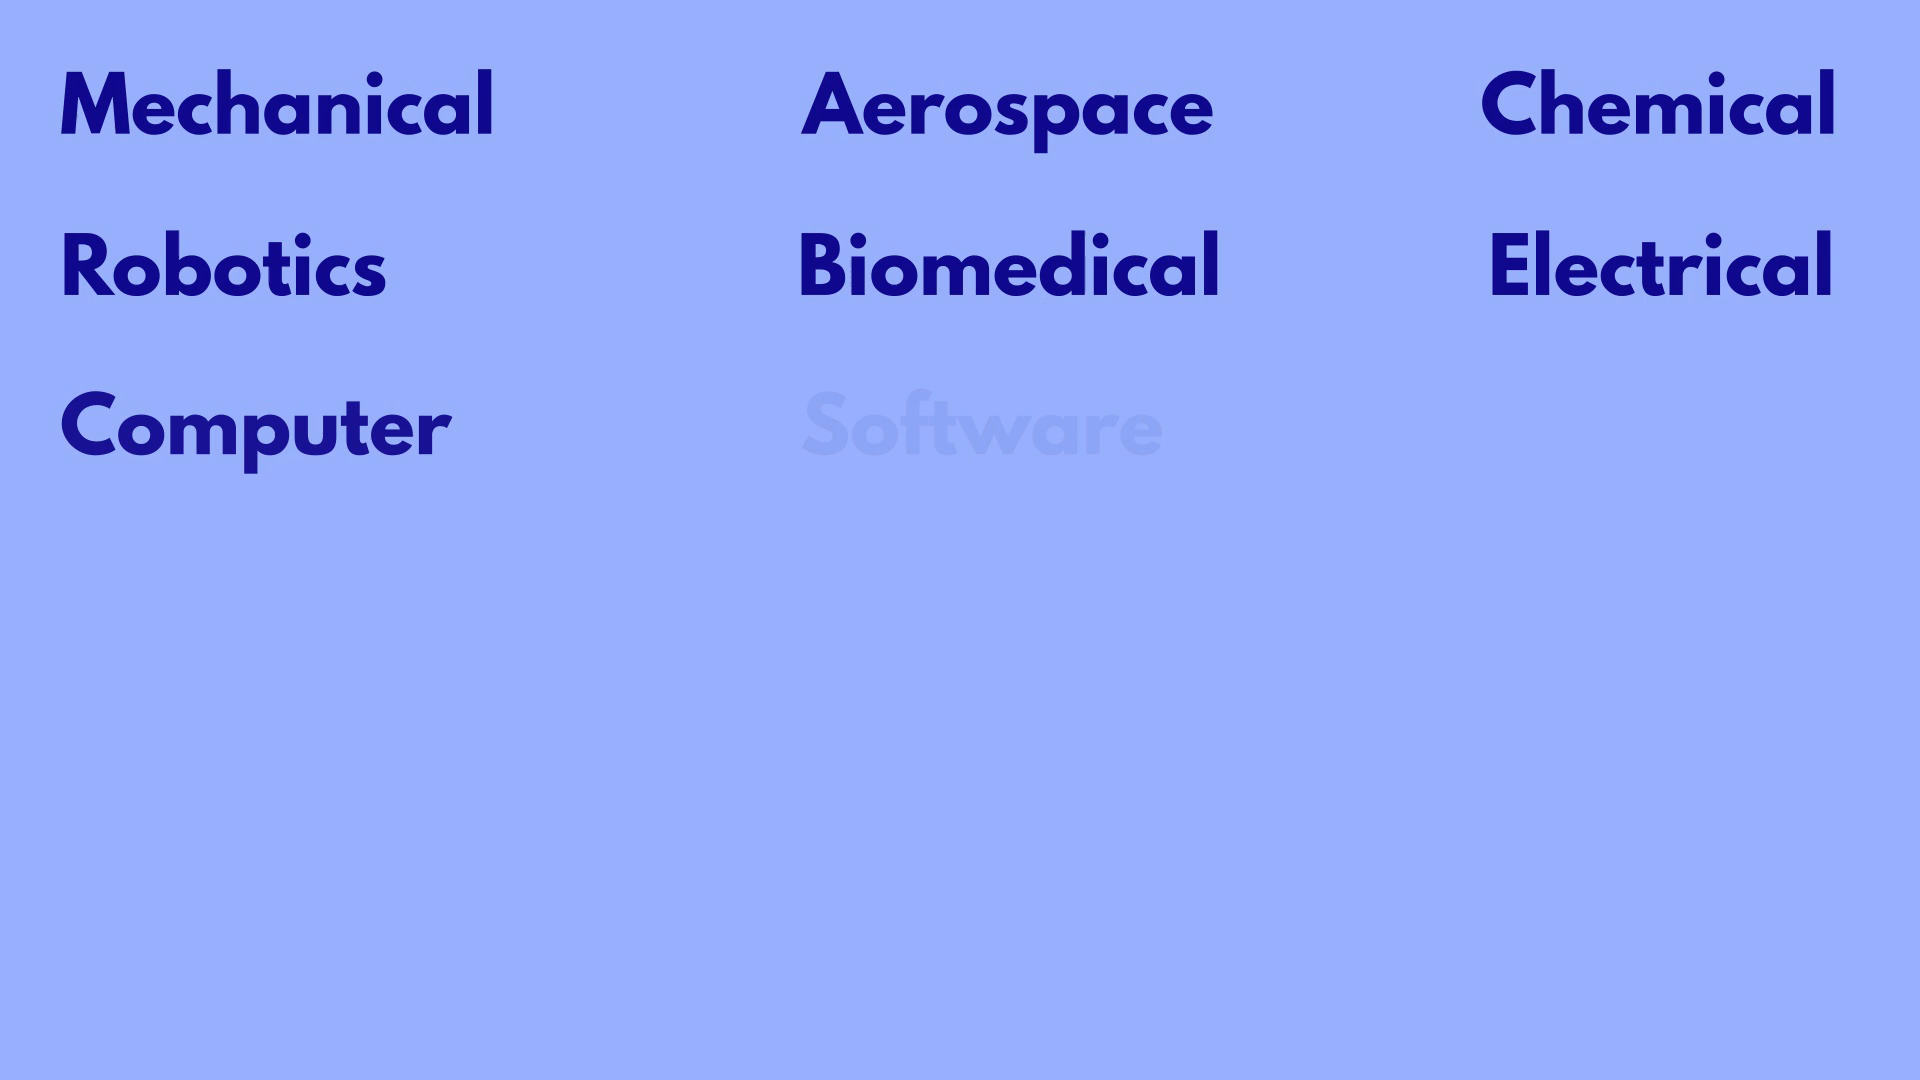 Mechanical Aerospace Chemical
Robotics Biomedical Electrical
Computer Software